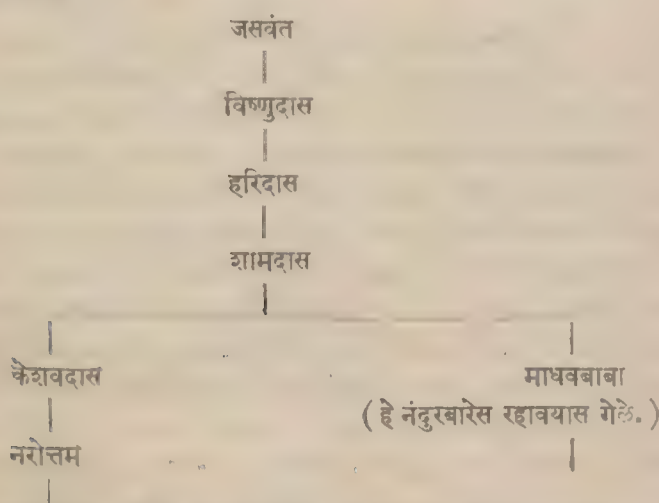 जसवंत
विष्णुदास
हरिदास
शामदास
केशवदास माधवबाबा
( हे नंदुरबारेस रहावयास गेले. )
नरोत्तम